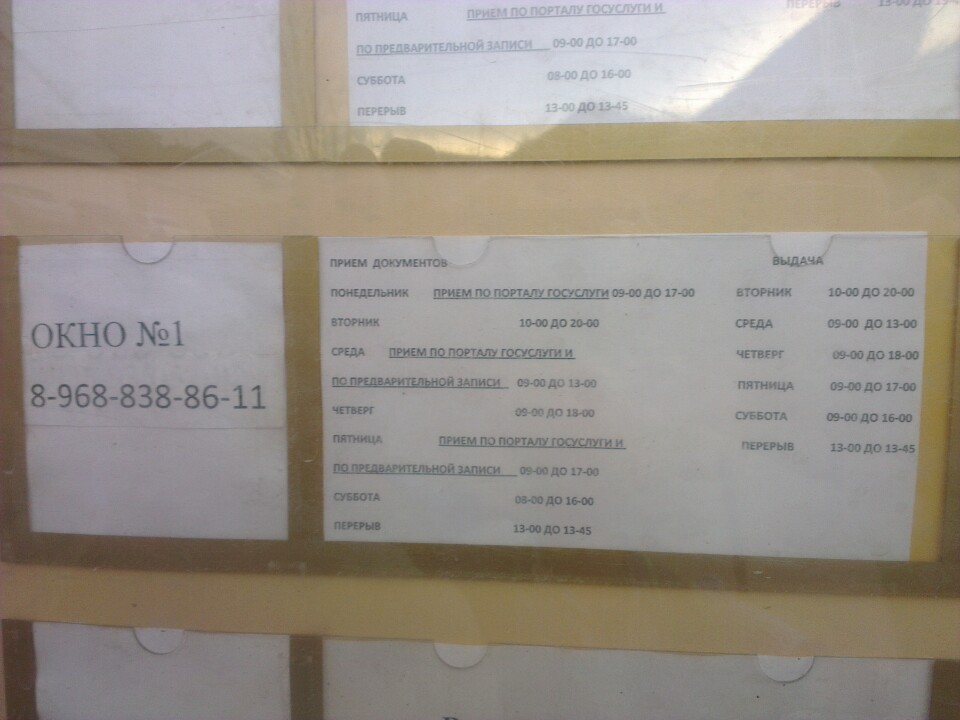 ПЯТНИЦА ПРИЕМ ПО ПОРТАЛУ ГОСУСЛУГИ И
ПЕРЕРЫВ
ПО ПРЕДВАРИТЕЛЬНОЙ ЗАПИСИ 09-00 ДО 17-00
СУББОТА 08-00 ДО 16-00
ПЕРЕРЫВ 13-00 ДО 13-45
ОКНО №1
8-968-838-86-11
ПРИЕМ ДОКУМЕНТОВ ВЫДАЧА
ПОНЕДЕЛЬНИК ПРИЕМ ПО ПОРТАЛУ ГОСУСЛУГИ 09-00 ДО 17-00 ВТОРНИК 10-00 ДО 20-00
ВТОРНИК 10-00 ДО 20-00 СРЕДА 09-00 ДО 13-00
СРЕДА ПРИЕМ ПО ПОРТАЛУ ГОСУСЛУГИ И ЧЕТВЕРГ 09-00 ДО 18-00
ПО ПРЕДВАРИТЕЛЬНОЙ ЗАПИСИ 09-00 ДО 13-00 ПЯТНИЦА 09-00 ДО 17-00
ЧЕТВЕРГ 09-00 ДО 18-00 СУББОТА 09-00 ДО 16-00
ПЯТНИЦА ПРИЕМ ПО ПОРТАЛУ ГОСУСЛУГИ И ПЕРЕРЫВ 13-00 ДО 13-45
ПО ПРЕДВАРИТЕЛЬНОЙ ЗАПИСИ 09-00 ДО 17-00
СУББОТА 08-00 ДО 16-00
ПЕРЕРЫВ 13-00 ДО 13-45